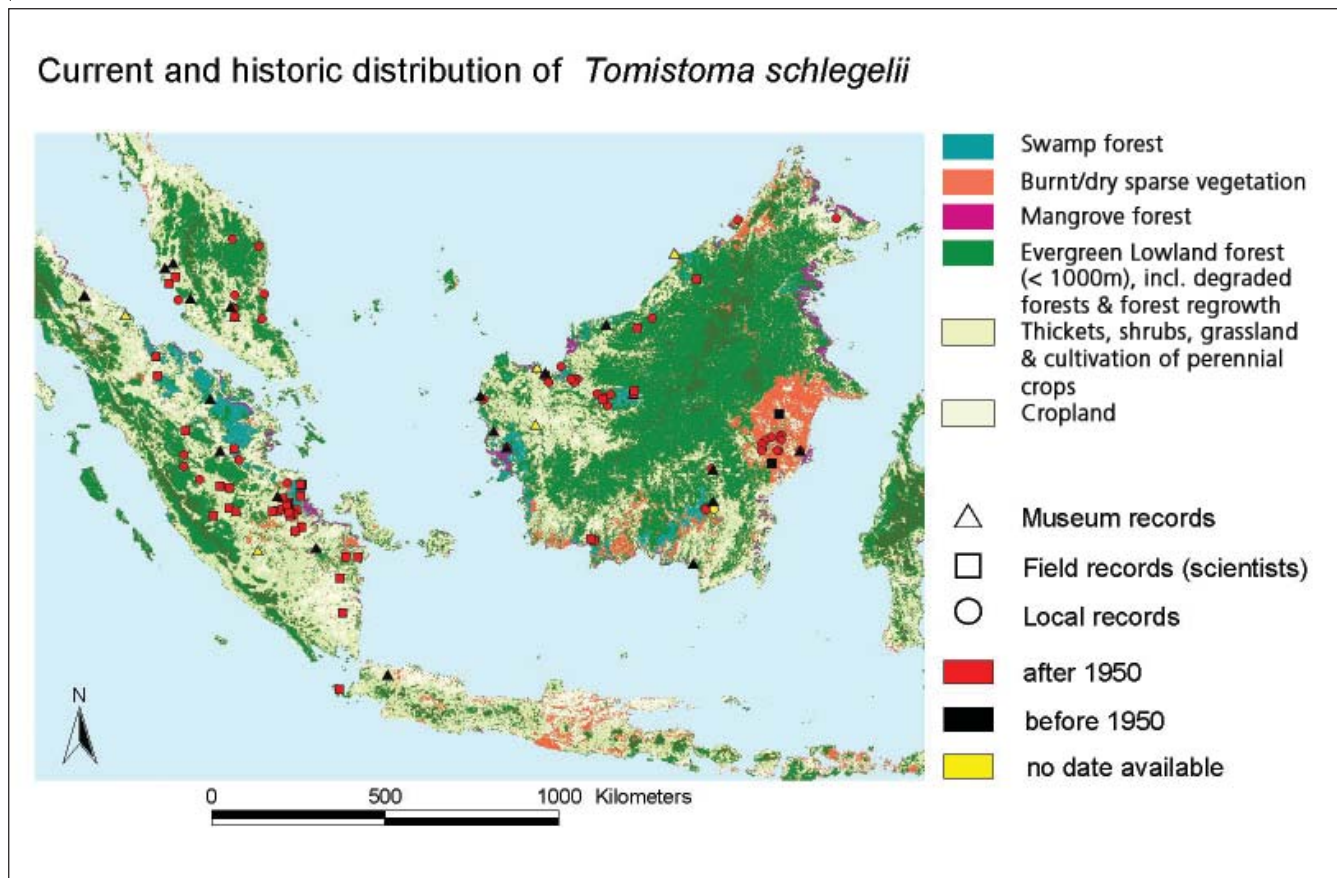 Current and historic distribution of Tomistoma schlegelii
Swamp forest
Burnt/dry sparse vegetation
Mangrove forest
Evergreen Lowland forest
(< 1000m), incl. degraded
forests & forest regrowth
Thickets, shrubs, grassland
& cultivation of perennial
crops
Cropland
Museum records
Field records (scientists)
Local records
after 1950
before 1950
no date available
N
0 500 1000 Kilometers